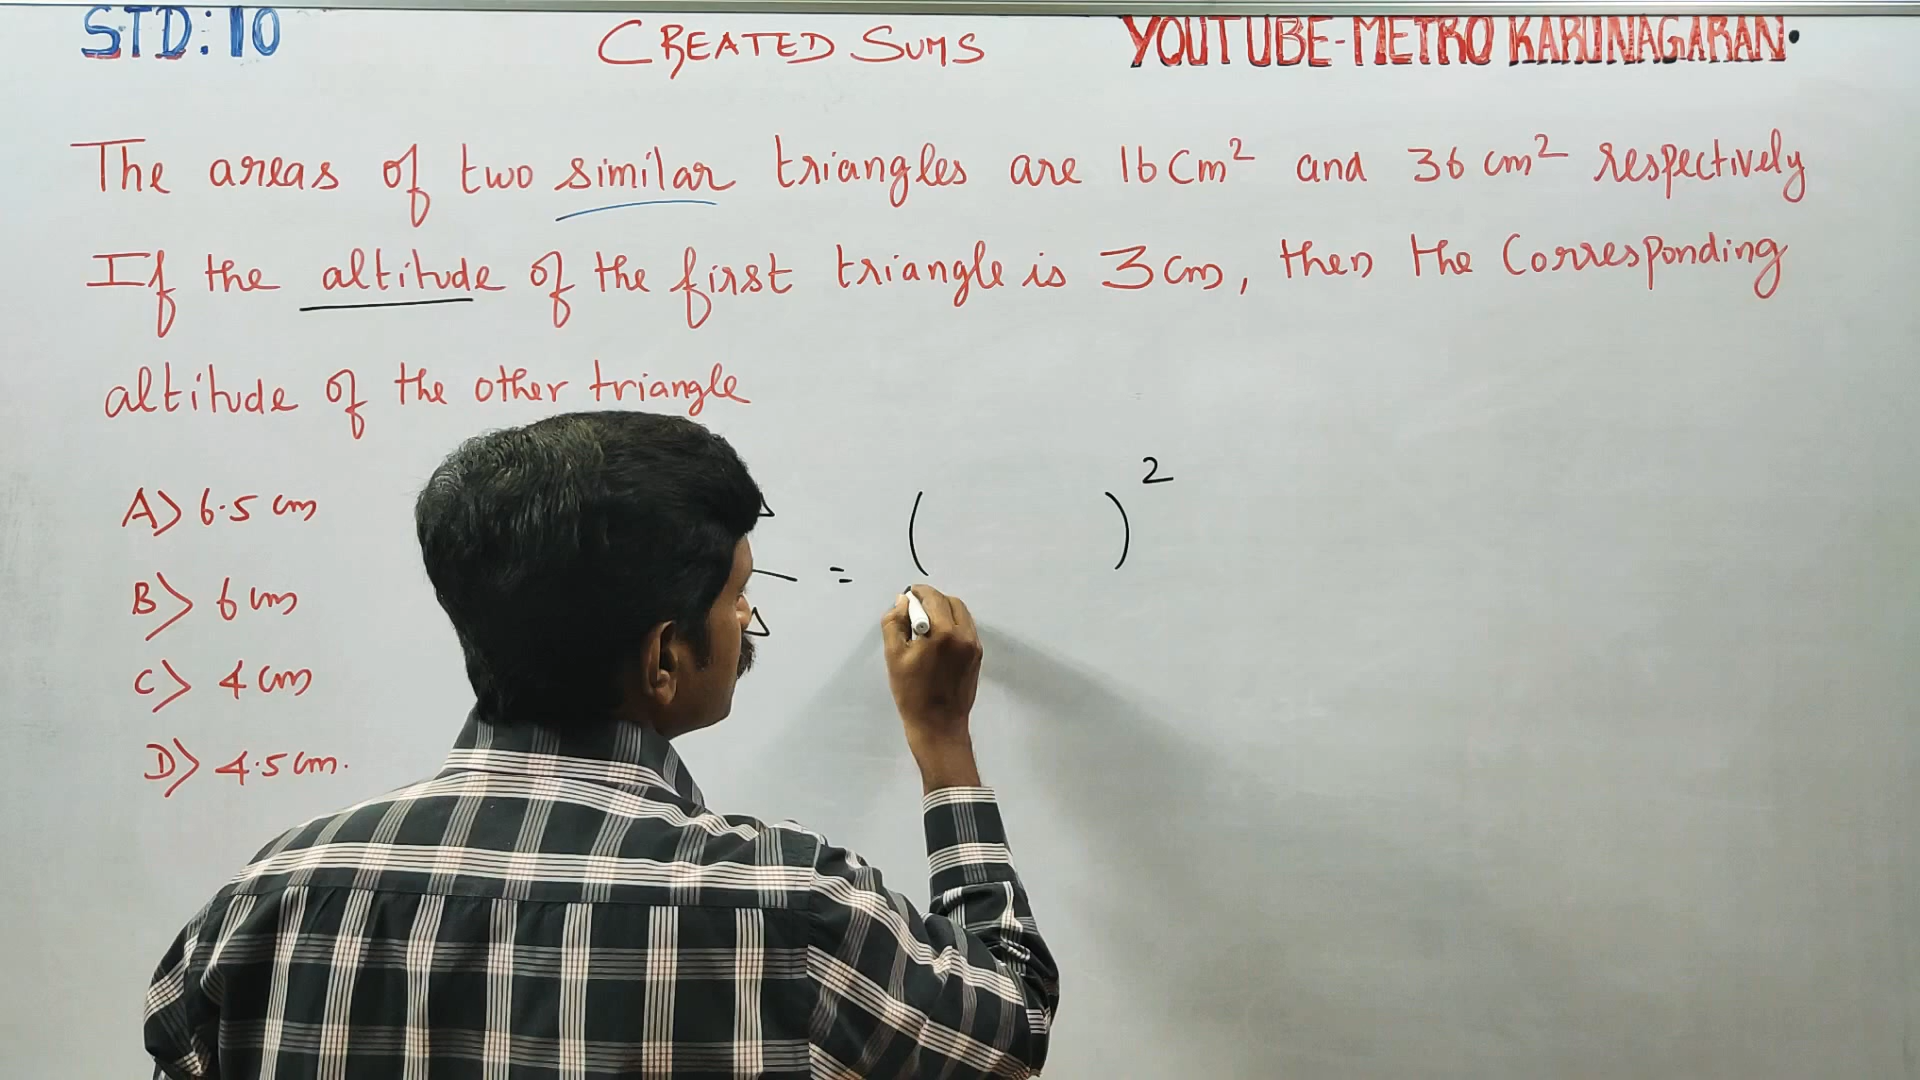 STD: 10
CREATED SUMS
YOUTUBE-METRO KARUNAGARAN.
The areas of two similar triangles are 16 cm² and 36 cm² respectively
If the altitude of the first triangle is 3 cm, then the corresponding
altitude of the other triangle
A) 6.5 cm
B) 6 cm
C) 4 cm
D) 4.5 cm.
= ( )²